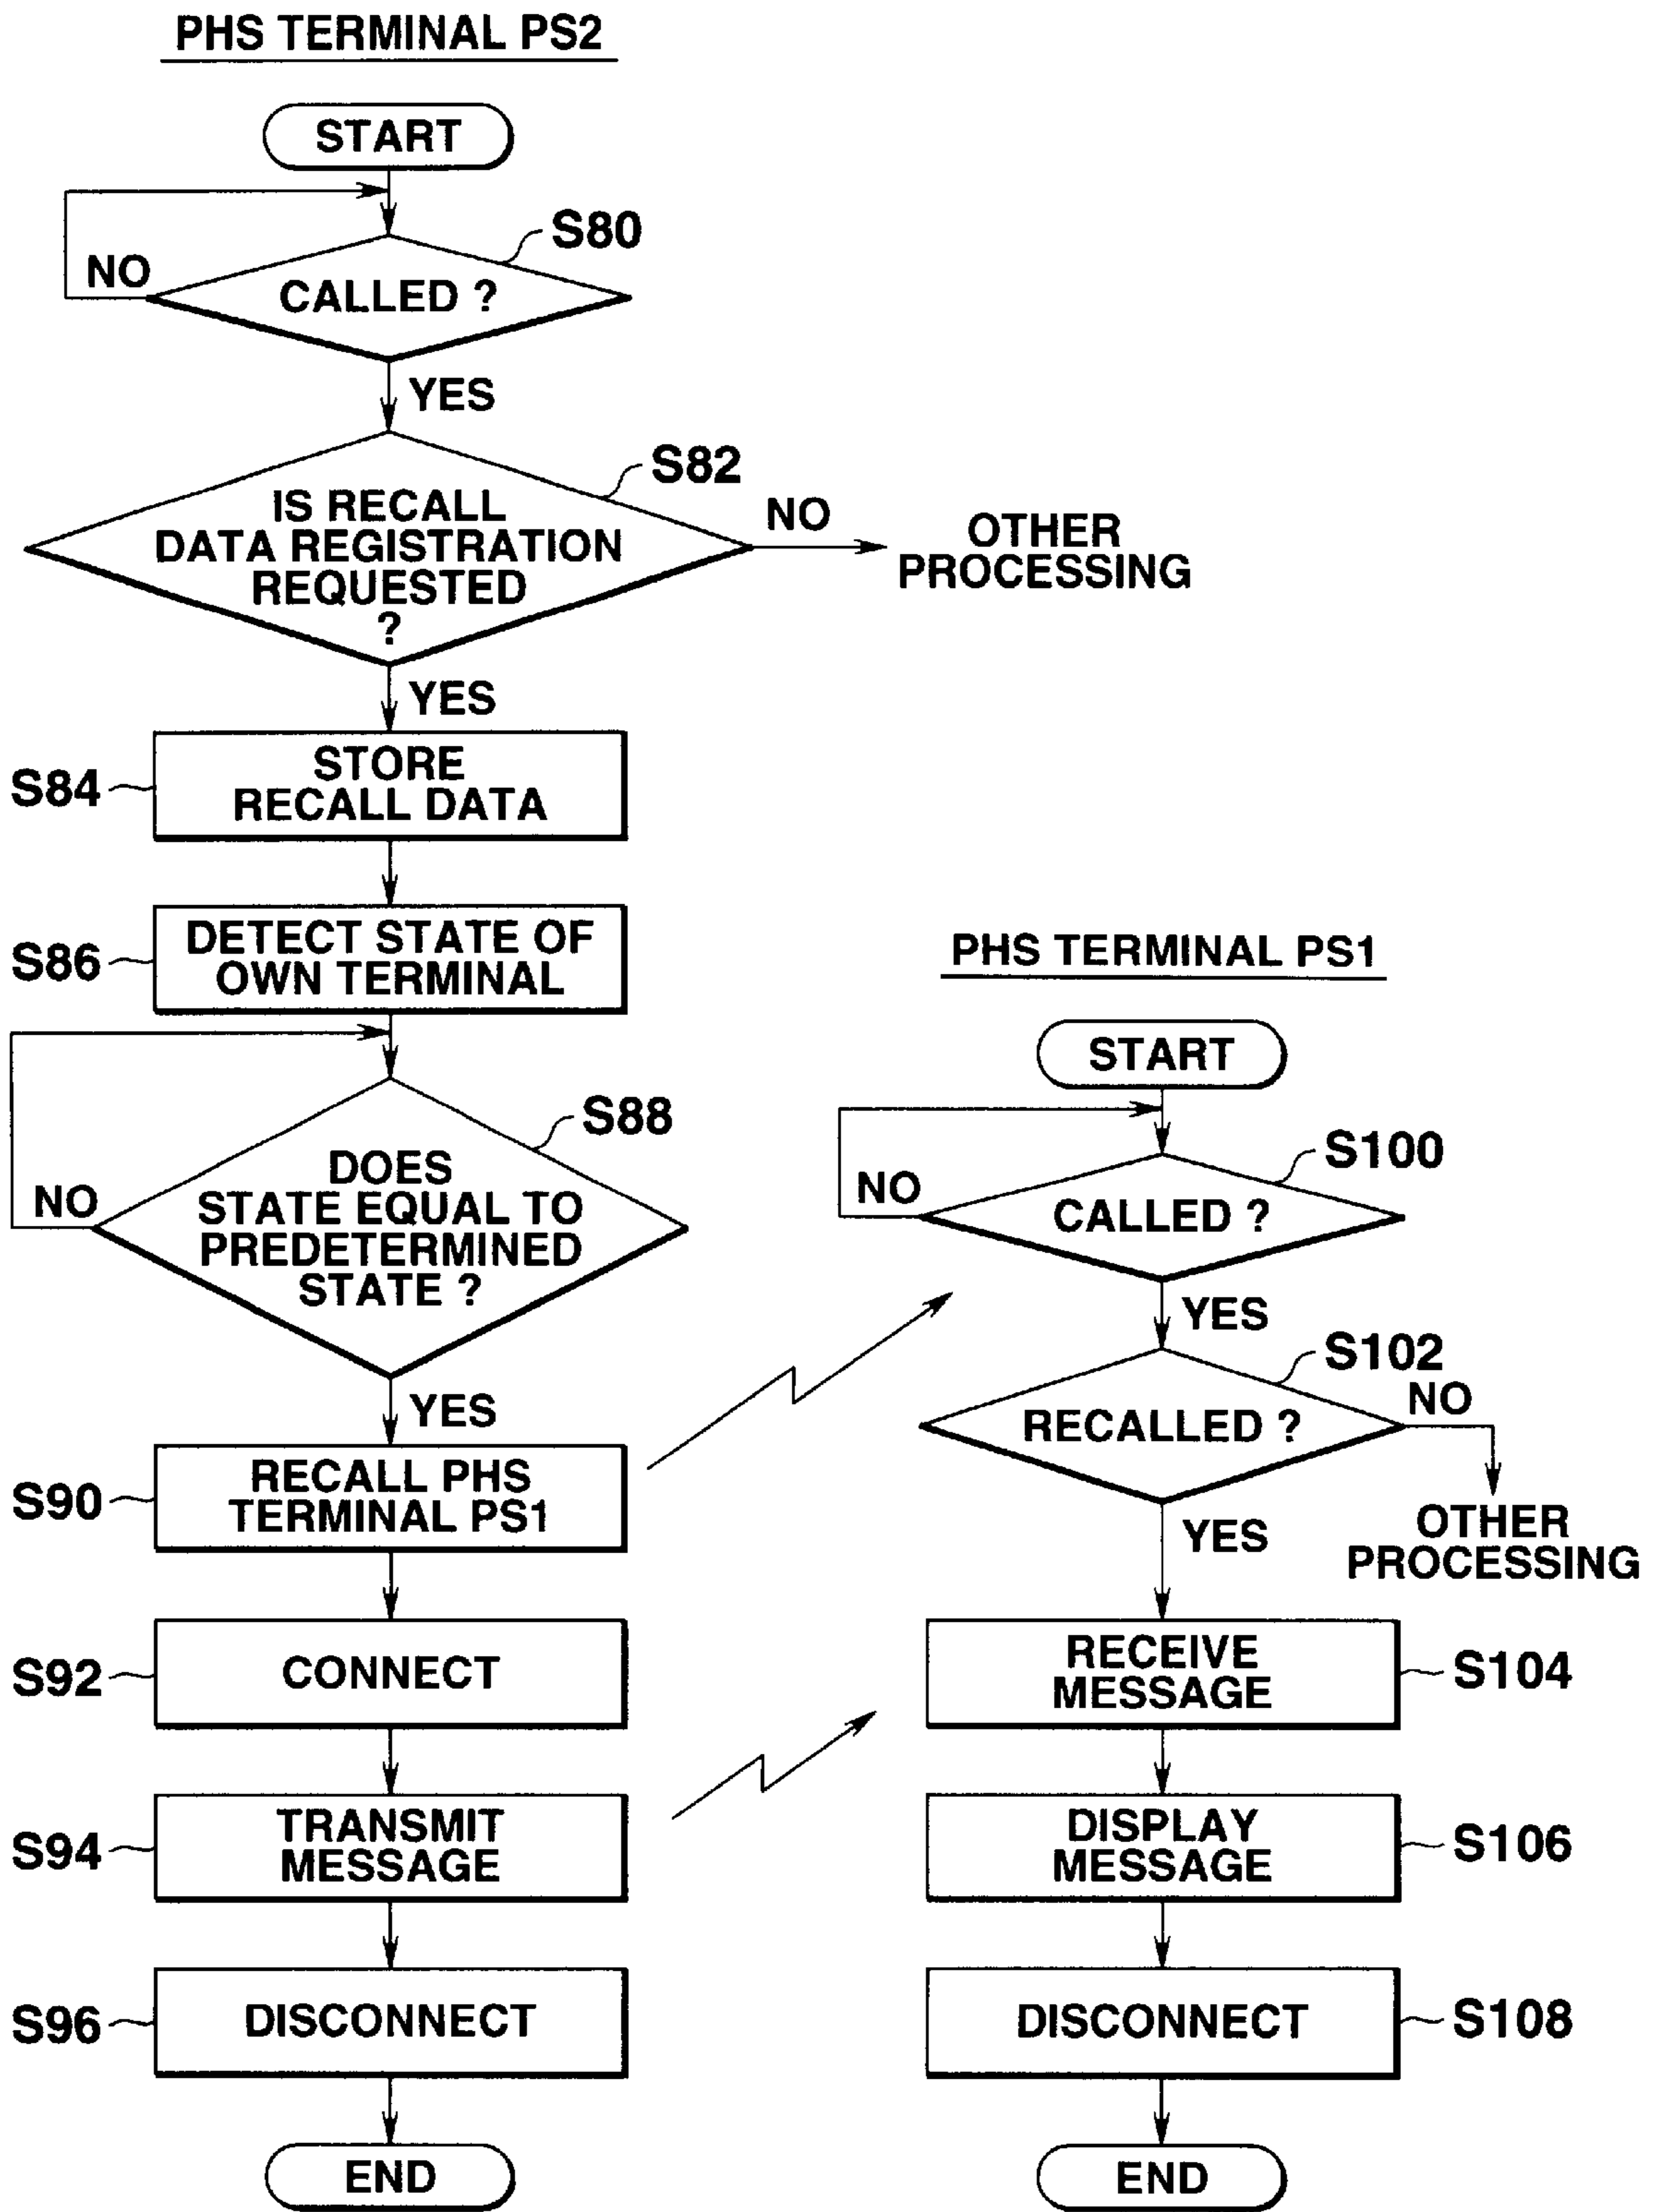 PHS TERMINAL PS2
START
S80
NO
CALLED ?
YES
S82
IS RECALL
DATA REGISTRATION
REQUESTED
?
NO
OTHER
PROCESSING
YES
S84
STORE
RECALL DATA
S86
DETECT STATE OF
OWN TERMINAL
S88
NO
DOES
STATE EQUAL TO
PREDETERMINED
STATE ?
YES
S90
RECALL PHS
TERMINAL PS1
S92
CONNECT
S94
TRANSMIT
MESSAGE
S96
DISCONNECT
END
PHS TERMINAL PS1
START
S100
NO
CALLED ?
YES
S102
RECALLED ?
NO
OTHER
PROCESSING
YES
RECEIVE
MESSAGE
S104
DISPLAY
MESSAGE
S106
DISCONNECT
S108
END